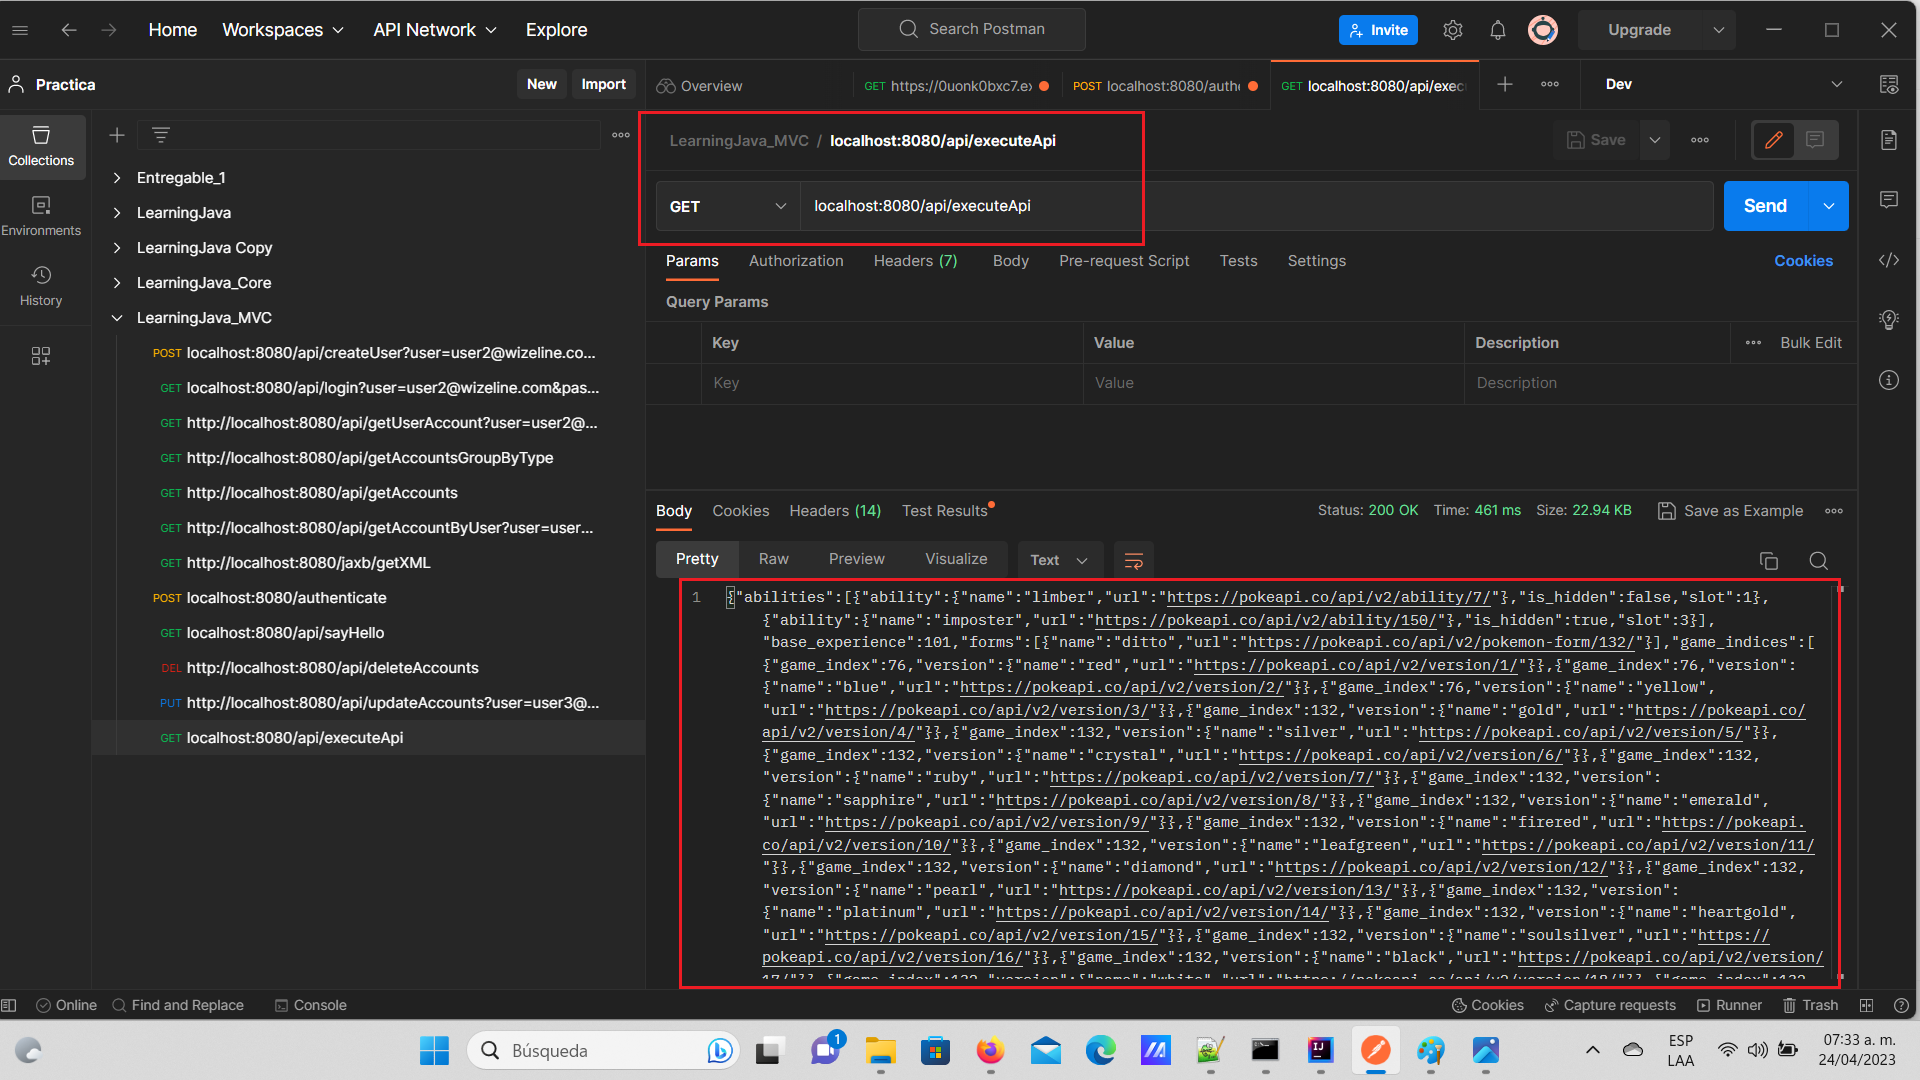 Home
Workspaces
API Network
Explore
Search Postman
Invite
Upgrade
Practica
New
Import
Overview
GET https://0uonk0bxc7.ex
POST localhost:8080/authe
GET localhost:8080/api/exec
Dev
Collections
Environments
History
Entregable_1
LearningJava
LearningJava Copy
LearningJava_Core
LearningJava_MVC
POST localhost:8080/api/createUser?user=user2@wizeline.co...
GET localhost:8080/api/login?user=user2@wizeline.com&pas...
GET http://localhost:8080/api/getUserAccount?user=user2@...
GET http://localhost:8080/api/getAccountsGroupByType
GET http://localhost:8080/api/getAccounts
GET http://localhost:8080/api/getAccountByUser?user=user...
GET http://localhost:8080/jaxb/getXML
POST localhost:8080/authenticate
GET localhost:8080/api/sayHello
DEL http://localhost:8080/api/deleteAccounts
PUT http://localhost:8080/api/updateAccounts?user=user3@...
GET localhost:8080/api/executeApi
LearningJava_MVC / localhost:8080/api/executeApi
Save
GET
localhost:8080/api/executeApi
Send
Params
Authorization
Headers (7)
Body
Pre-request Script
Tests
Settings
Cookies
Query Params
Key
Value
Description
Bulk Edit
Key
Value
Description
Body
Cookies
Headers (14)
Test Results
Status: 200 OK
Time: 461 ms
Size: 22.94 KB
Save as Example
Pretty
Raw
Preview
Visualize
Text
1
{"abilities":[{"ability":{"name":"limber","url":"https://pokeapi.co/api/v2/ability/7/"},"is_hidden":false,"slot":1},
{"ability":{"name":"imposter","url":"https://pokeapi.co/api/v2/ability/150/"},"is_hidden":true,"slot":3}],
"base_experience":101,"forms":[{"name":"ditto","url":"https://pokeapi.co/api/v2/pokemon-form/132/"}],"game_indices":[
{"game_index":76,"version":{"name":"red","url":"https://pokeapi.co/api/v2/version/1/"}},{"game_index":76,"version":
{"name":"blue","url":"https://pokeapi.co/api/v2/version/2/"}},{"game_index":76,"version":{"name":"yellow",
"url":"https://pokeapi.co/api/v2/version/3/"}},{"game_index":132,"version":{"name":"gold","url":"https://pokeapi.co/
api/v2/version/4/"}},{"game_index":132,"version":{"name":"silver","url":"https://pokeapi.co/api/v2/version/5/"}},
{"game_index":132,"version":{"name":"crystal","url":"https://pokeapi.co/api/v2/version/6/"}},{"game_index":132,
"version":{"name":"ruby","url":"https://pokeapi.co/api/v2/version/7/"}},{"game_index":132,"version":
{"name":"sapphire","url":"https://pokeapi.co/api/v2/version/8/"}},{"game_index":132,"version":{"name":"emerald",
"url":"https://pokeapi.co/api/v2/version/9/"}},{"game_index":132,"version":{"name":"firered","url":"https://pokeapi.
co/api/v2/version/10/"}},{"game_index":132,"version":{"name":"leafgreen","url":"https://pokeapi.co/api/v2/version/11/
"}},{"game_index":132,"version":{"name":"diamond","url":"https://pokeapi.co/api/v2/version/12/"}},{"game_index":132,
"version":{"name":"pearl","url":"https://pokeapi.co/api/v2/version/13/"}},{"game_index":132,"version":
{"name":"platinum","url":"https://pokeapi.co/api/v2/version/14/"}},{"game_index":132,"version":{"name":"heartgold",
"url":"https://pokeapi.co/api/v2/version/15/"}},{"game_index":132,"version":{"name":"soulsilver","url":"https://
pokeapi.co/api/v2/version/16/"}},{"game_index":132,"version":{"name":"black","url":"https://pokeapi.co/api/v2/version/
17/"}},{"game_index":132,"version":{"name":"white","url":"https://pokeapi.co/api/v2/version/18/"}},{"game_index":132,
Online
Find and Replace
Console
Cookies
Capture requests
Runner
Trash
Búsqueda
1
ESP
LAA
07:33 a. m.
24/04/2023